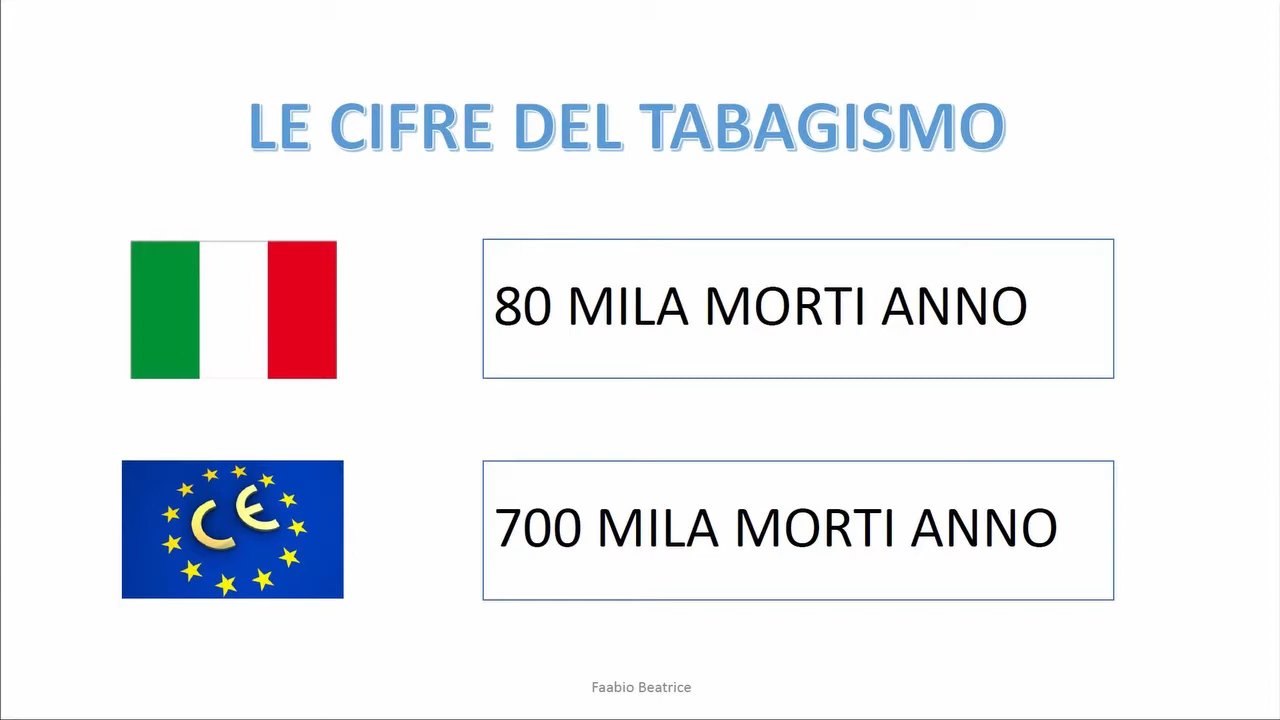 LE CIFRE DEL TABAGISMO
80 MILA MORTI ANNO
CE
700 MILA MORTI ANNO
Faabio Beatrice